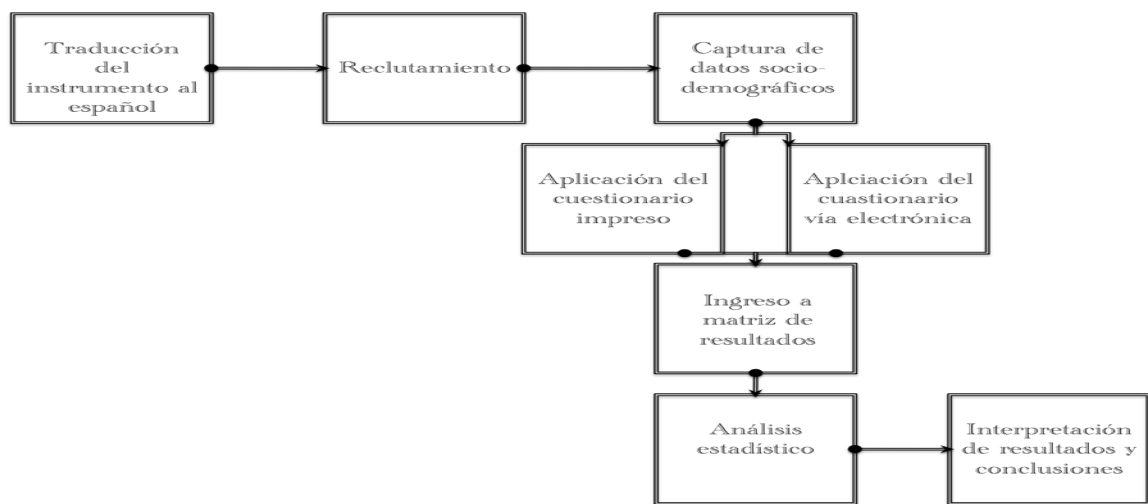 Traducción
del
instrumento al
español
Reclutamiento
Captura de
datos socio-
demográficos
Aplicación del
cuestionario
impreso
Aplciación del
cuastionario
vía electrónica
Ingreso a
matriz de
resultados
Análisis
estadístico
Interpretación
de resultados y
conclusiones